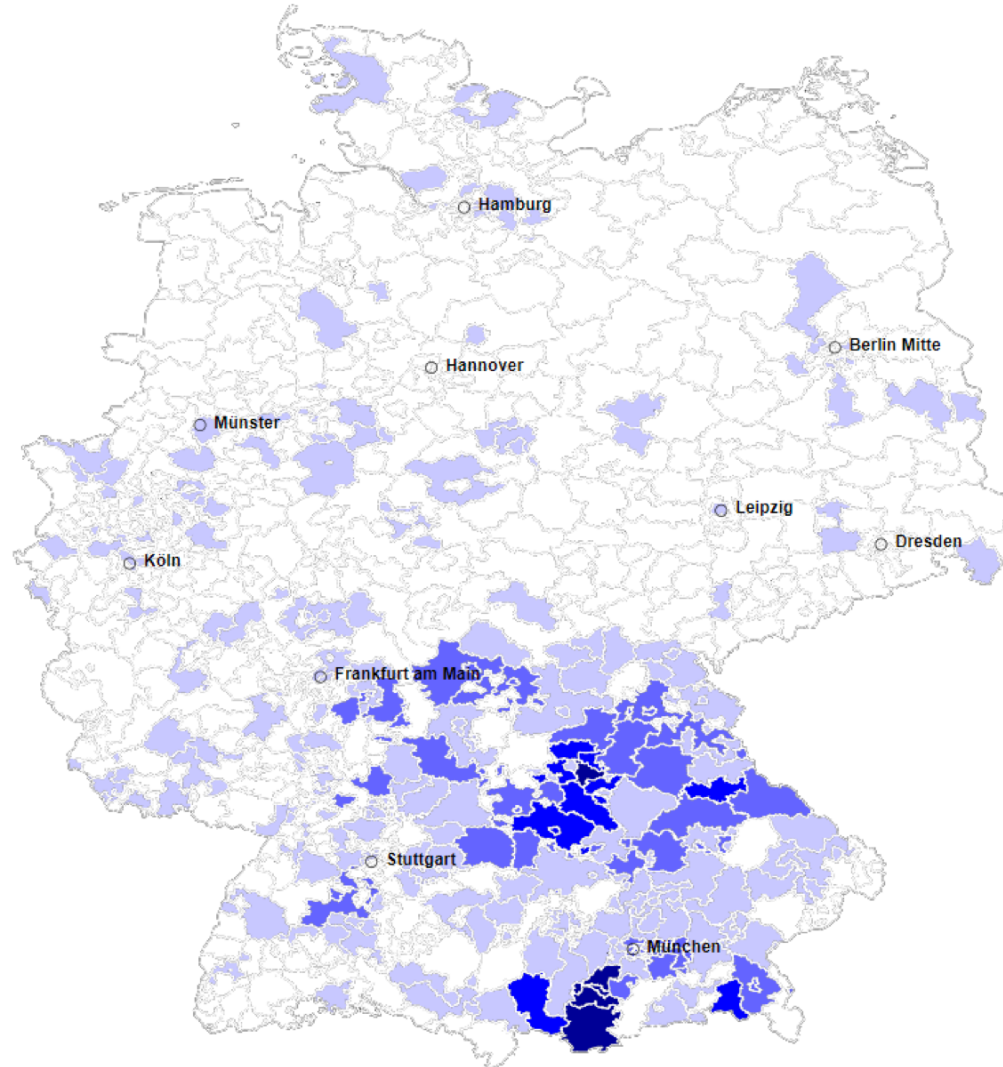 Hamburg
Berlin Mitte
Hannover
Münster
Leipzig
Dresden
Köln
Frankfurt am Main
Stuttgart
München